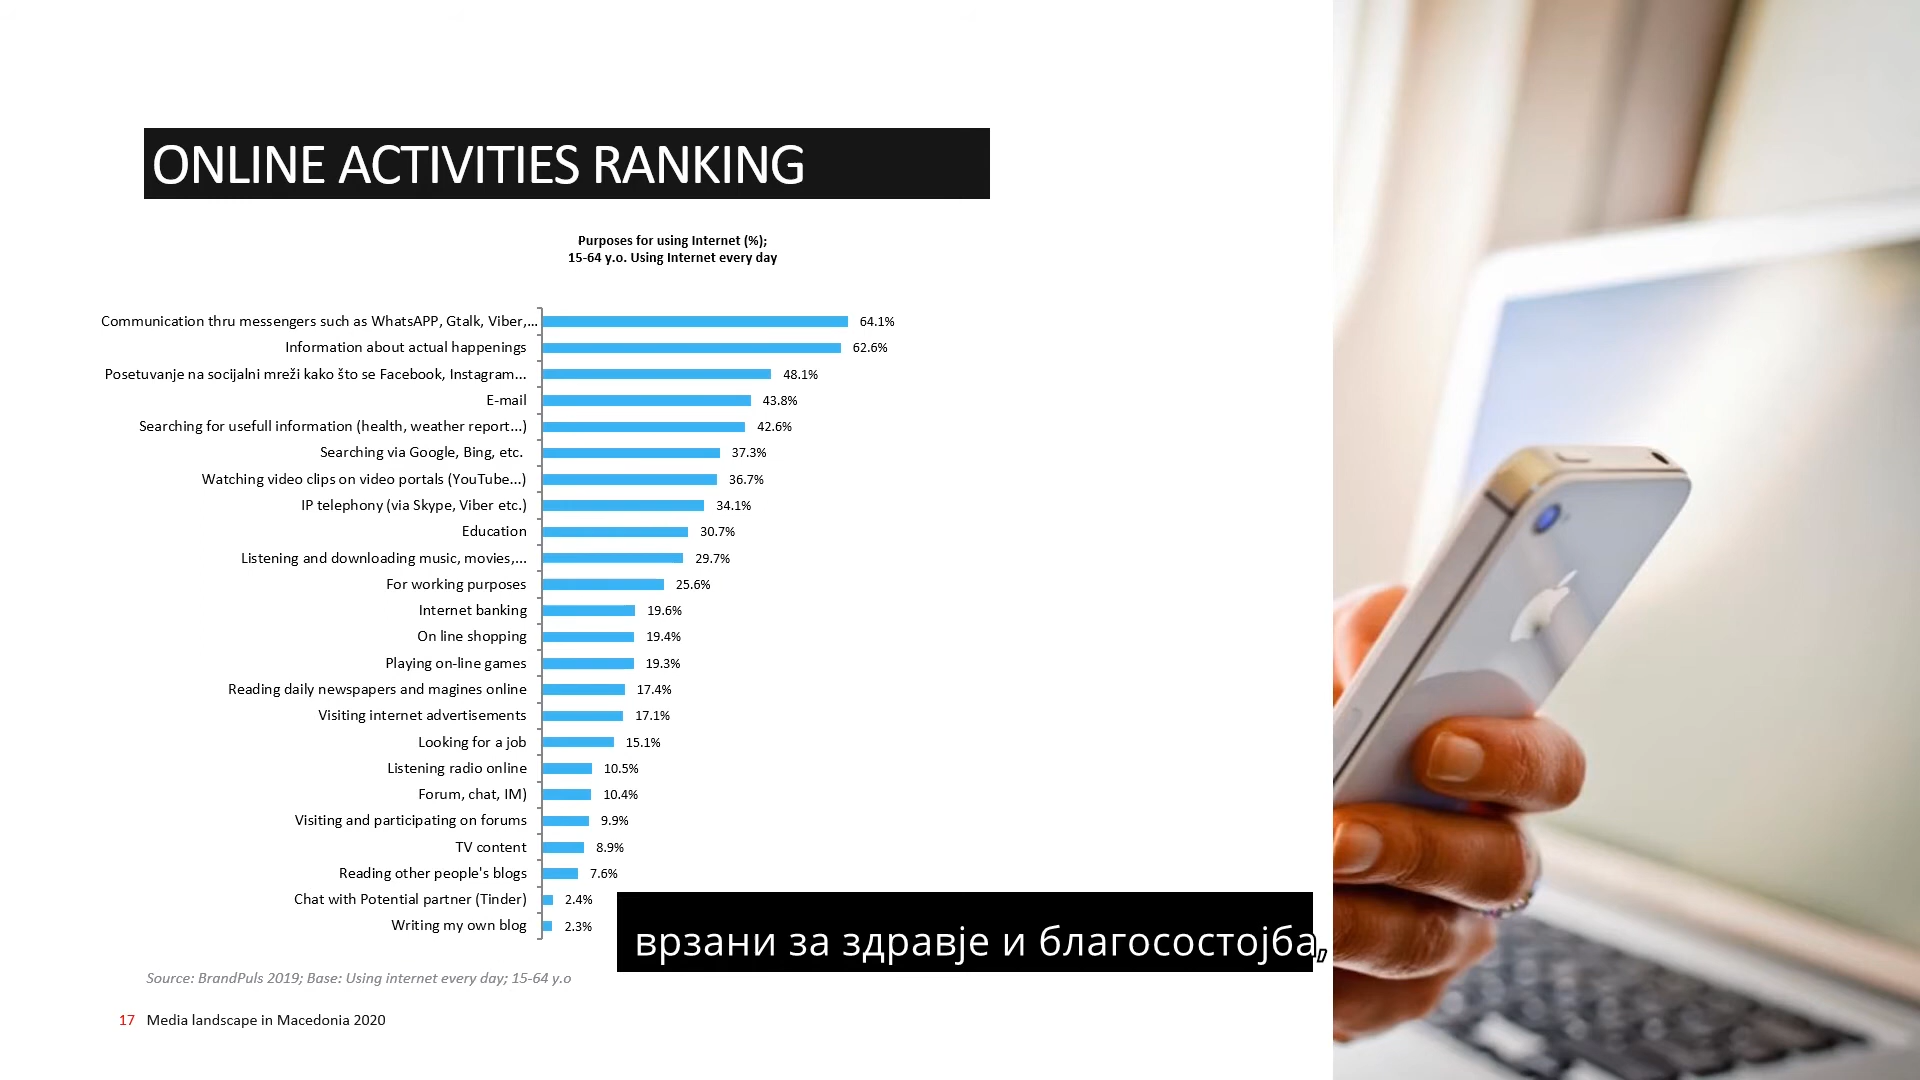 ONLINE ACTIVITIES RANKING
Purposes for using Internet (%);
15-64 y.o. Using Internet every day
Communication thru messengers such as WhatsAPP, Gtalk, Viber,... 64.1%
Information about actual happenings 62.6%
Posetuvanje na socijalni mreži kako što se Facebook, Instagram... 48.1%
E-mail 43.8%
Searching for usefull information (health, weather report...) 42.6%
Searching via Google, Bing, etc. 37.3%
Watching video clips on video portals (YouTube...) 36.7%
IP telephony (via Skype, Viber etc.) 34.1%
Education 30.7%
Listening and downloading music, movies,... 29.7%
For working purposes 25.6%
Internet banking 19.6%
On line shopping 19.4%
Playing on-line games 19.3%
Reading daily newspapers and magines online 17.4%
Visiting internet advertisements 17.1%
Looking for a job 15.1%
Listening radio online 10.5%
Forum, chat, IM) 10.4%
Visiting and participating on forums 9.9%
TV content 8.9%
Reading other people's blogs 7.6%
Chat with Potential partner (Tinder) 2.4%
Writing my own blog 2.3%
врзани за здравје и благосостојба,
Source: BrandPuls 2019; Base: Using internet every day; 15-64 y.o
17 Media landscape in Macedonia 2020